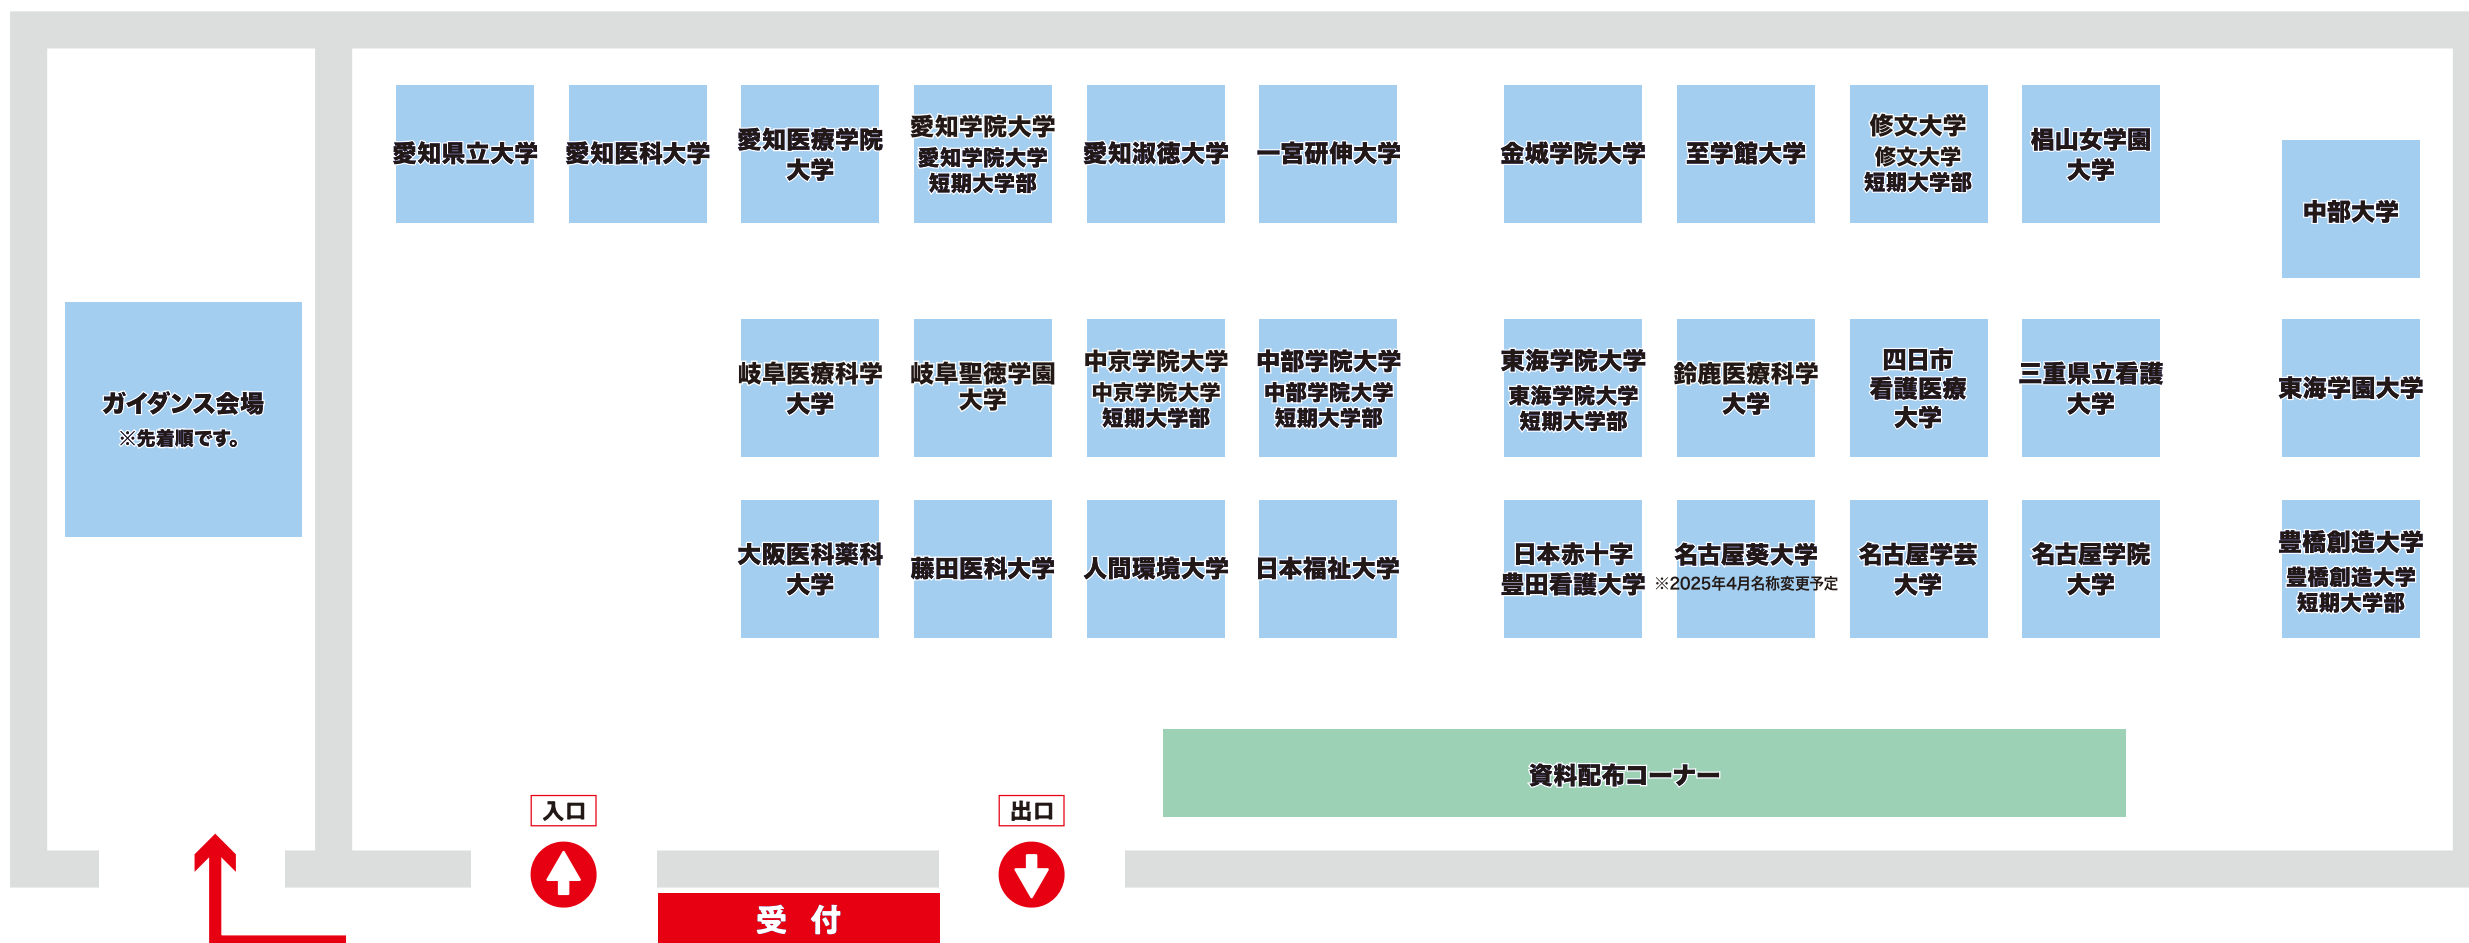 愛知県立大学
愛知医科大学
愛知医療学院
大学
愛知学院大学
愛知学院大学
短期大学部
愛知淑徳大学
一宮研伸大学
金城学院大学
至学館大学
修文大学
修文大学
短期大学部
椙山女学園
大学
中部大学
ガイダンス会場
※先着順です。
岐阜医療科学
大学
岐阜聖徳学園
大学
中京学院大学
中京学院大学
短期大学部
中部学院大学
中部学院大学
短期大学部
東海学院大学
東海学院大学
短期大学部
鈴鹿医療科学
大学
四日市
看護医療
大学
三重県立看護
大学
東海学園大学
大阪医科薬科
大学
藤田医科大学
人間環境大学
日本福祉大学
日本赤十字
豊田看護大学
名古屋葵大学
※2025年4月名称変更予定
名古屋学芸
大学
名古屋学院
大学
豊橋創造大学
豊橋創造大学
短期大学部
資料配布コーナー
入口
出口
受付